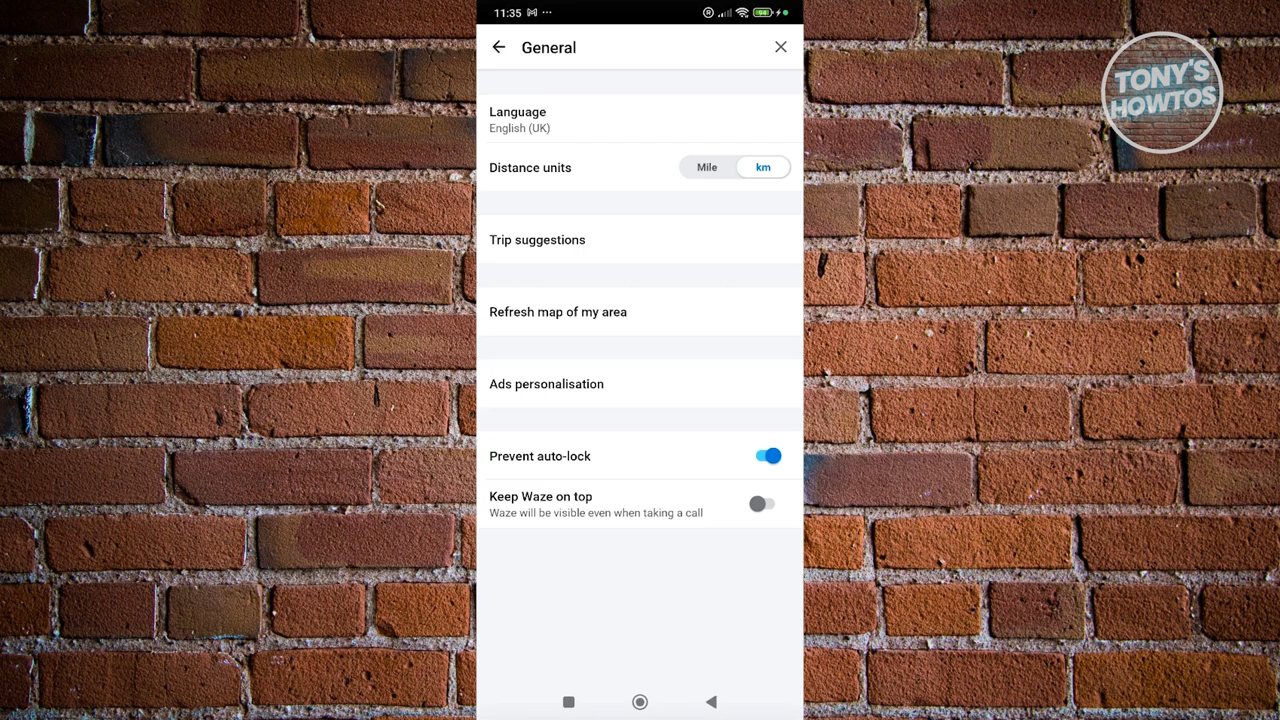 11:35
94
General
TONY'S
HOWTOS
Language
English (UK)
Distance units
Mile
km
Trip suggestions
Refresh map of my area
Ads personalisation
Prevent auto-lock
Keep Waze on top
Waze will be visible even when taking a call